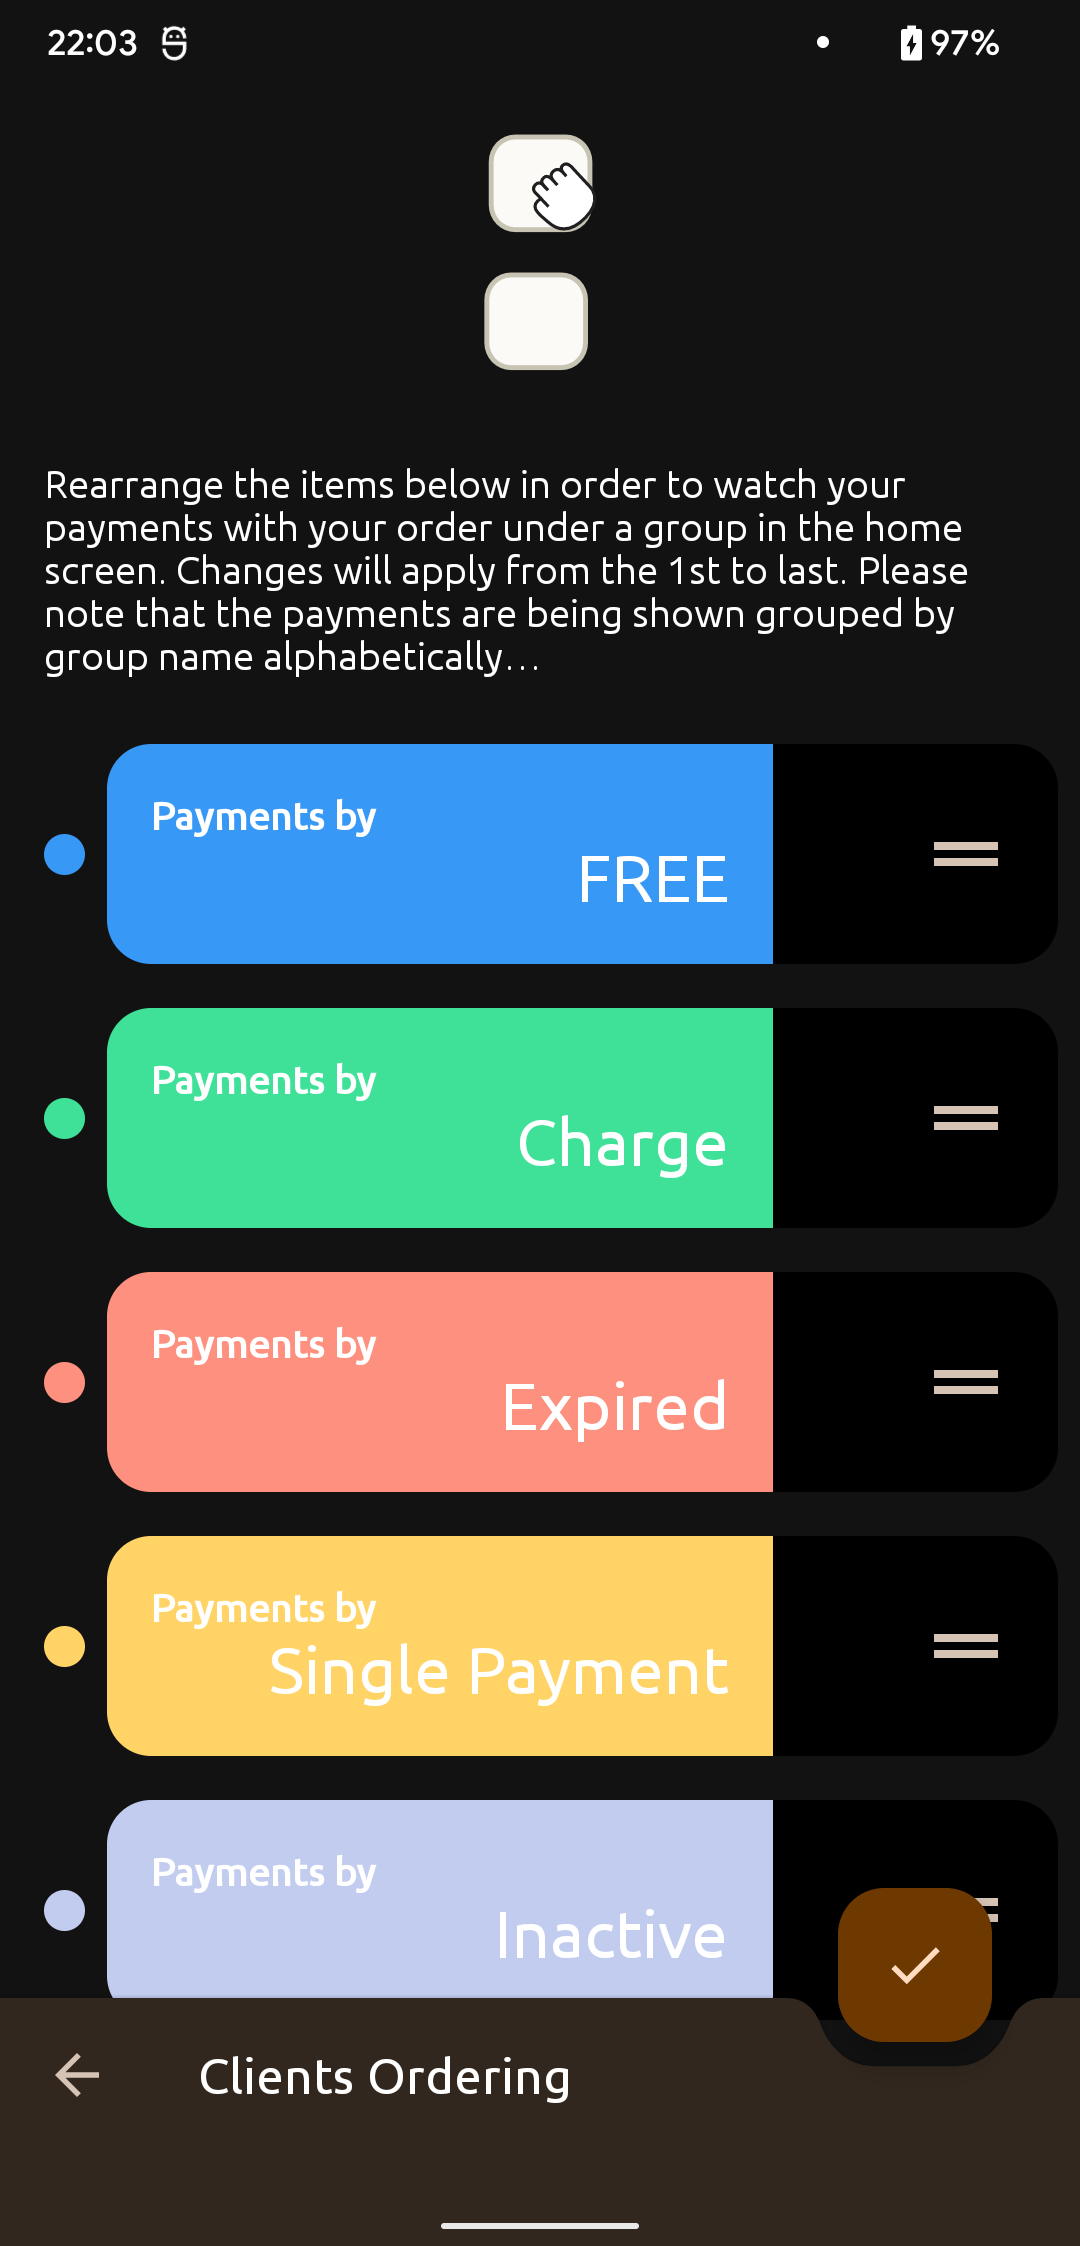 22:03
97%
Rearrange the items below in order to watch your
payments with your order under a group in the home
screen. Changes will apply from the 1st to last. Please
note that the payments are being shown grouped by
group name alphabetically...
Payments by
FREE
Payments by
Charge
Payments by
Expired
Payments by
Single Payment
Payments by
Inactive
Clients Ordering